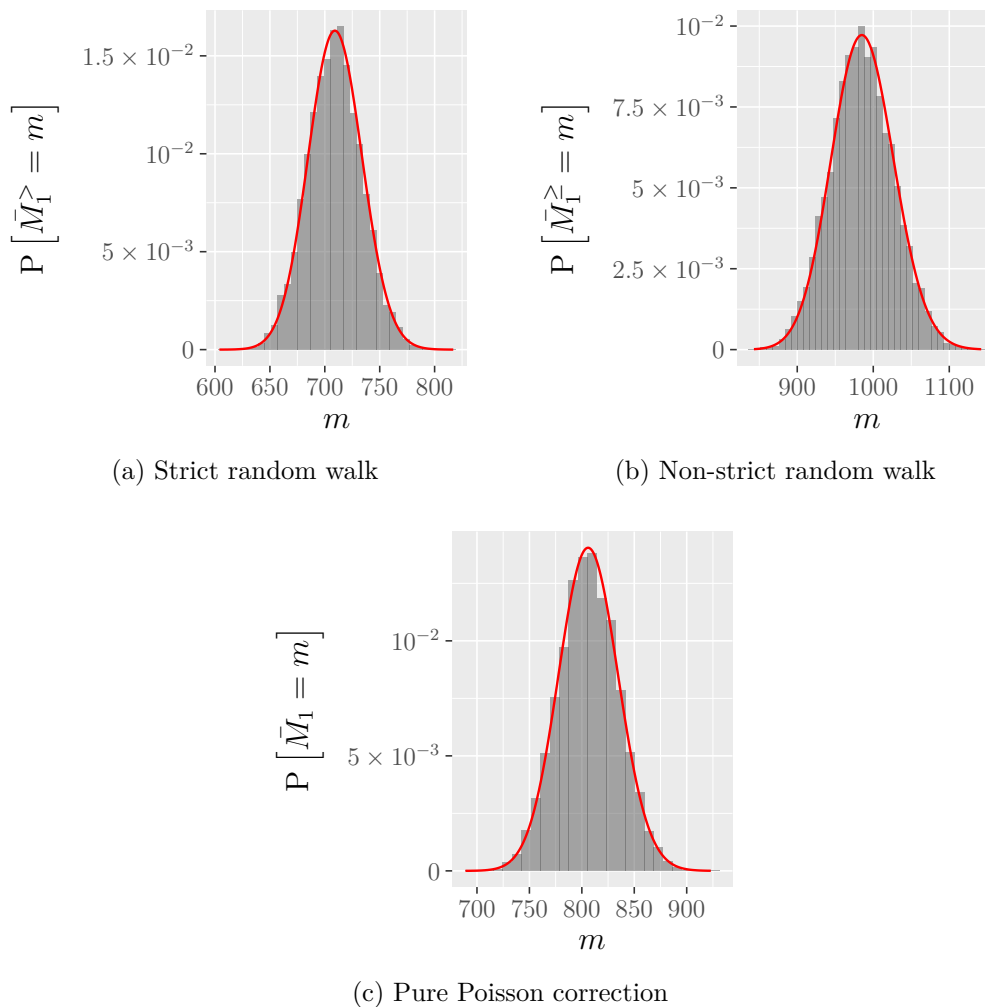 1.5 × 10⁻²
10⁻²
5 × 10⁻³
0
P [M̄₁^> = m]
600 650 700 750 800
m
(a) Strict random walk
10⁻²
7.5 × 10⁻³
5 × 10⁻³
2.5 × 10⁻³
0
P [M̄₁^≥ = m]
900 1000 1100
m
(b) Non-strict random walk
10⁻²
5 × 10⁻³
0
P [M̄₁ = m]
700 750 800 850 900
m
(c) Pure Poisson correction